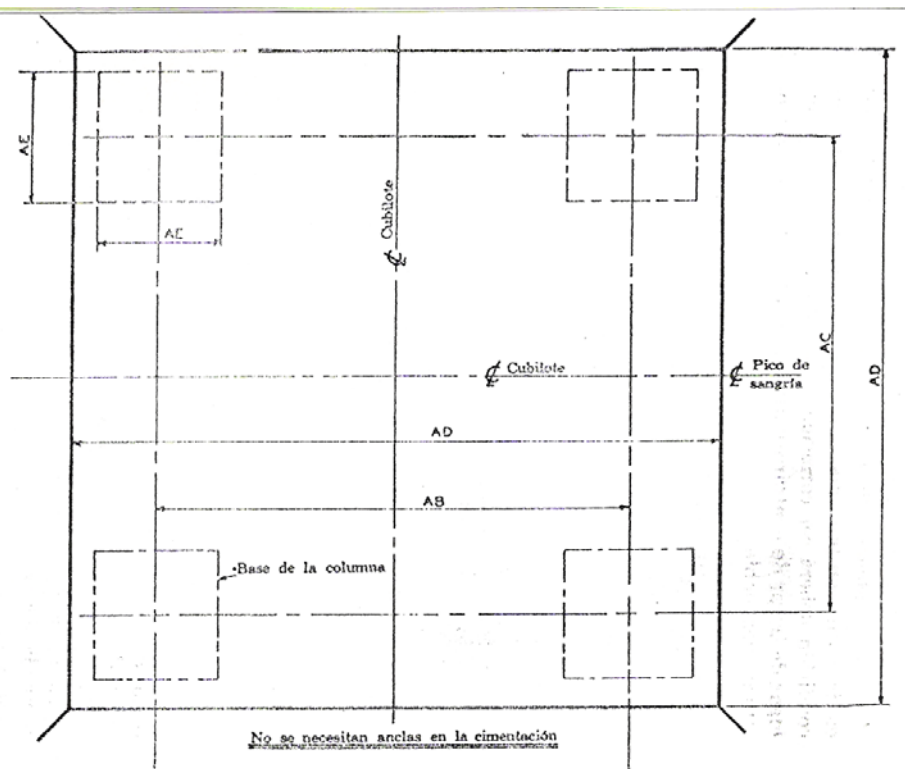 AE
AE
℄ Cubilote
℄ Cubilote
℄ Pico de
sangría
AC
AD
AD
AB
Base de la columna
No se necesitan anclas en la cimentación